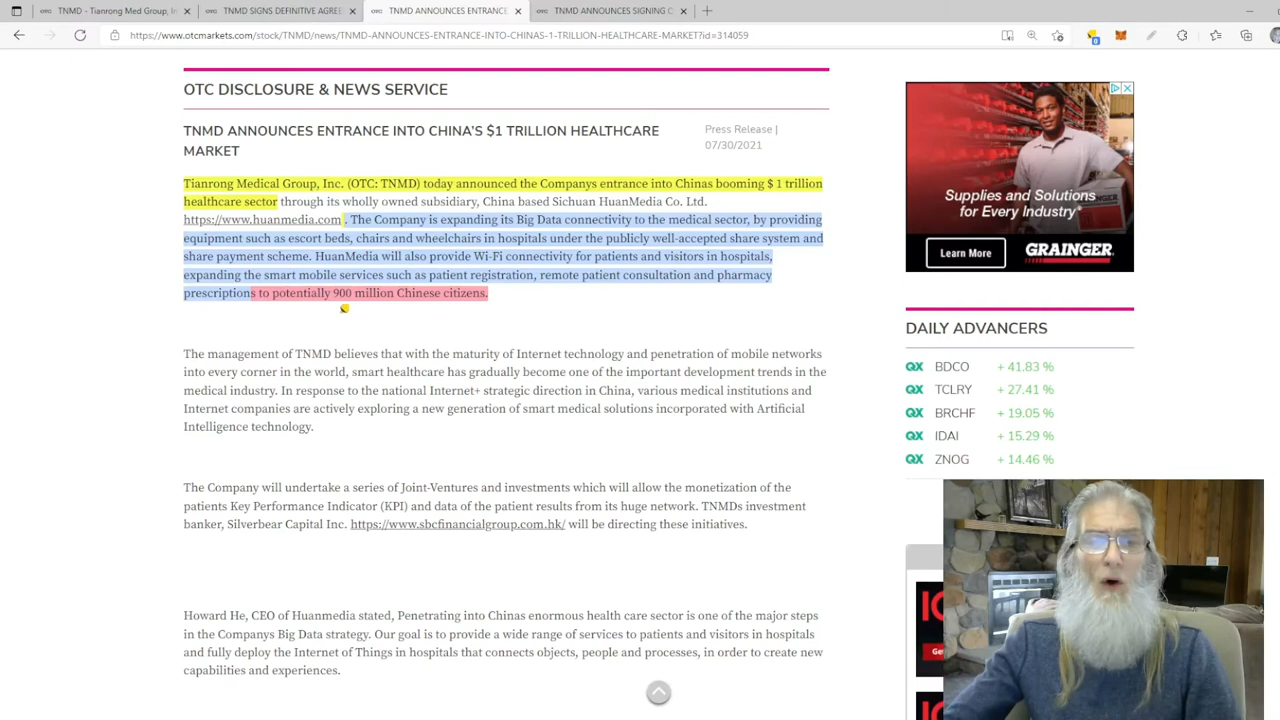 TNMD - Tianrong Med Group, In
TNMD SIGNS DEFINITIVE AGREE
TNMD ANNOUNCES ENTRANCE
TNMD ANNOUNCES SIGNING C
https://www.otcmarkets.com/stock/TNMD/news/TNMD-ANNOUNCES-ENTRANCE-INTO-CHINAS-1-TRILLION-HEALTHCARE-MARKET?id=314059
OTC DISCLOSURE & NEWS SERVICE
TNMD ANNOUNCES ENTRANCE INTO CHINA'S $1 TRILLION HEALTHCARE
MARKET
Press Release |
07/30/2021
Tianrong Medical Group, Inc. (OTC: TNMD) today announced the Companys entrance into Chinas booming $ 1 trillion
healthcare sector through its wholly owned subsidiary, China based Sichuan HuanMedia Co. Ltd.
https://www.huanmedia.com . The Company is expanding its Big Data connectivity to the medical sector, by providing
equipment such as escort beds, chairs and wheelchairs in hospitals under the publicly well-accepted share system and
share payment scheme. HuanMedia will also provide Wi-Fi connectivity for patients and visitors in hospitals,
expanding the smart mobile services such as patient registration, remote patient consultation and pharmacy
prescriptions to potentially 900 million Chinese citizens.
The management of TNMD believes that with the maturity of Internet technology and penetration of mobile networks
into every corner in the world, smart healthcare has gradually become one of the important development trends in the
medical industry. In response to the national Internet+ strategic direction in China, various medical institutions and
Internet companies are actively exploring a new generation of smart medical solutions incorporated with Artificial
Intelligence technology.
The Company will undertake a series of Joint-Ventures and investments which will allow the monetization of the
patients Key Performance Indicator (KPI) and data of the patient results from its huge network. TNMDs investment
banker, Silverbear Capital Inc. https://www.sbcfinancialgroup.com.hk/ will be directing these initiatives.
Howard He, CEO of Huanmedia stated, Penetrating into Chinas enormous health care sector is one of the major steps
in the Companys Big Data strategy. Our goal is to provide a wide range of services to patients and visitors in hospitals
and fully deploy the Internet of Things in hospitals that connects objects, people and processes, in order to create new
capabilities and experiences.
Supplies and Solutions
for Every Industry®
Learn More
GRAINGER
DAILY ADVANCERS
QX BDCO + 41.83 %
QX TCLRY + 27.41 %
QX BRCHF + 19.05 %
QX IDAI + 15.29 %
QX ZNOG + 14.46 %